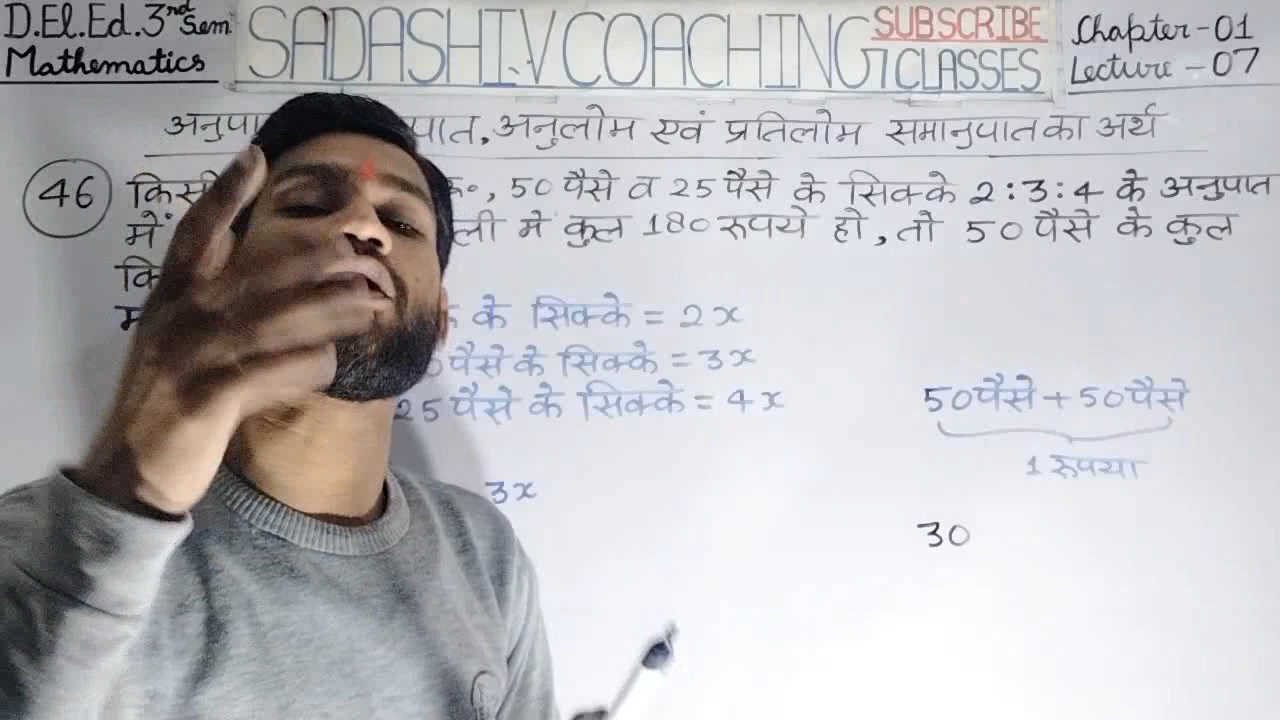 D.El.Ed. 3rd Sem.
Mathematics
SADASHIV COACHING CLASSES
SUBSCRIBE
Chapter - 01
Lecture - 07
पात, अनुलोम एवं प्रतिलोम समानुपात का अर्थ
46 रू०, 50 पैसे व 25 पैसे के सिक्के 2 : 3 : 4 के अनुपात
में मे कुल 180 रूपये हो, तो 50 पैसे के कुल
के सिक्के = 2x
पैसे के सिक्के = 3x
25 पैसे के सिक्के = 4x
50 पैसे + 50 पैसे
1 रूपया
3x
30